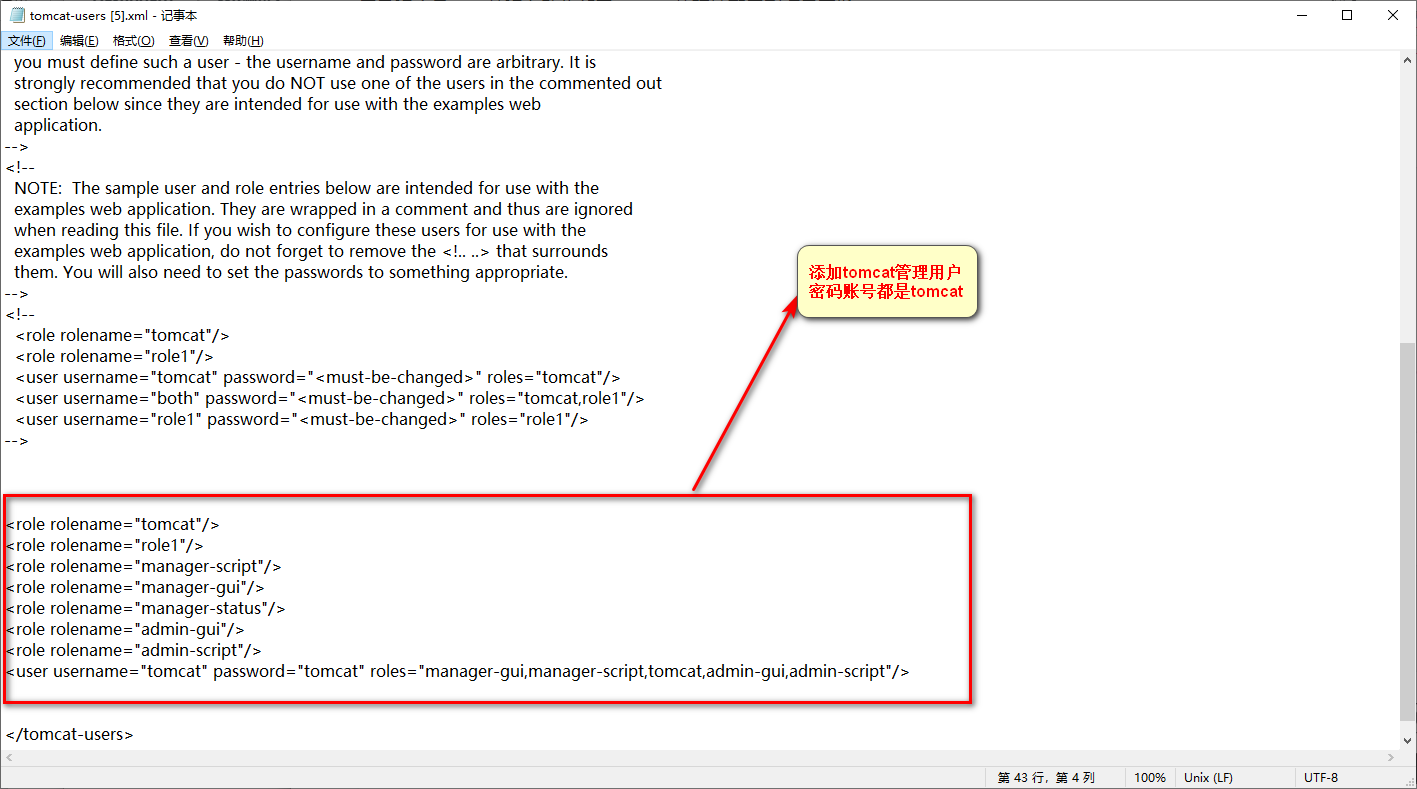 tomcat-users [5].xml - 记事本
文件(F) 编辑(E) 格式(O) 查看(V) 帮助(H)
you must define such a user - the username and password are arbitrary. It is
strongly recommended that you do NOT use one of the users in the commented out
section below since they are intended for use with the examples web
application.
-->
<!--
NOTE:  The sample user and role entries below are intended for use with the
examples web application. They are wrapped in a comment and thus are ignored
when reading this file. If you wish to configure these users for use with the
examples web application, do not forget to remove the <!.. ..> that surrounds
them. You will also need to set the passwords to something appropriate.
-->
<!--
<role rolename="tomcat"/>
<role rolename="role1"/>
<user username="tomcat" password="<must-be-changed>" roles="tomcat"/>
<user username="both" password="<must-be-changed>" roles="tomcat,role1"/>
<user username="role1" password="<must-be-changed>" roles="role1"/>
-->
添加tomcat管理用户
密码账号都是tomcat
<role rolename="tomcat"/>
<role rolename="role1"/>
<role rolename="manager-script"/>
<role rolename="manager-gui"/>
<role rolename="manager-status"/>
<role rolename="admin-gui"/>
<role rolename="admin-script"/>
<user username="tomcat" password="tomcat" roles="manager-gui,manager-script,tomcat,admin-gui,admin-script"/>
</tomcat-users>
第 43 行，第 4 列 100% Unix (LF) UTF-8